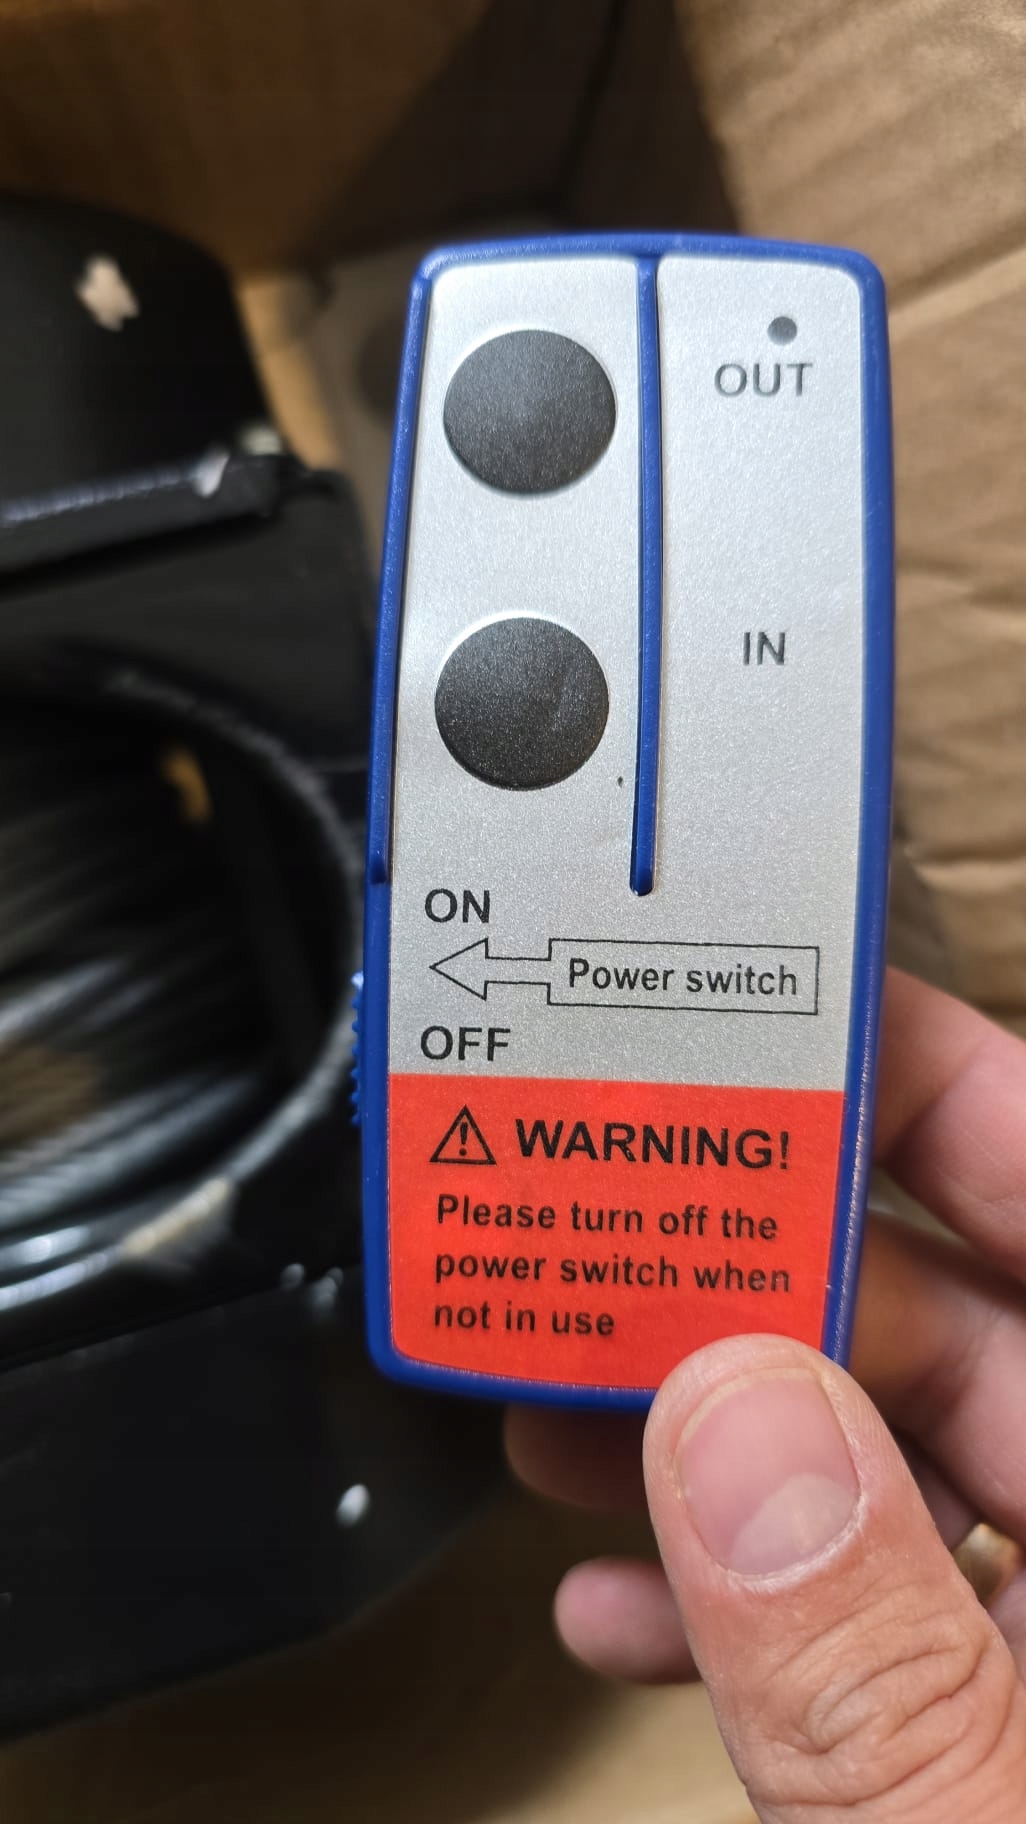 OUT
IN
ON
Power switch
OFF
WARNING!
Please turn off the
power switch when
not in use